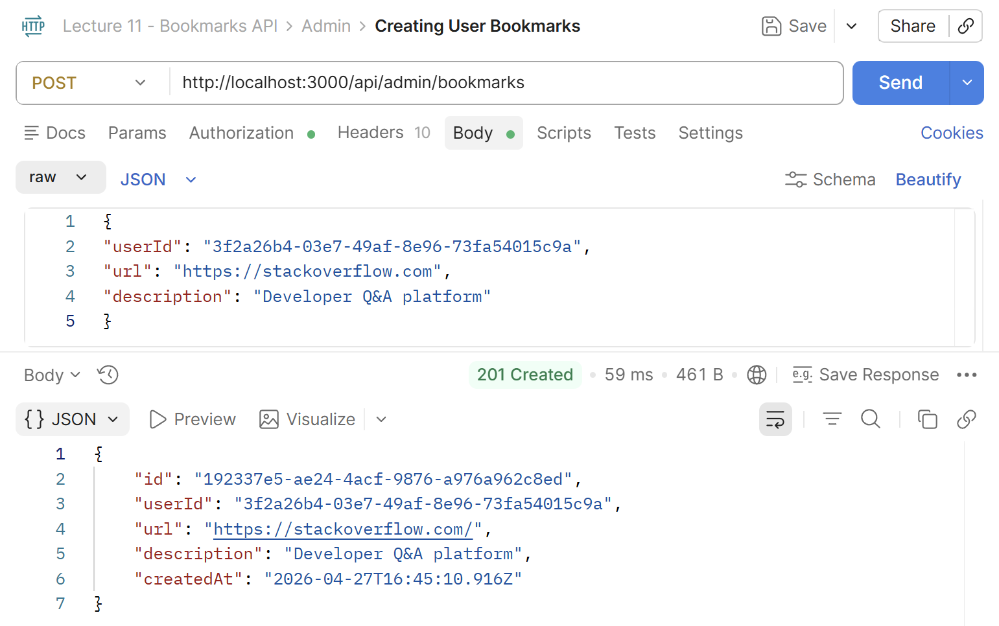 HTTP Lecture 11 - Bookmarks API > Admin > Creating User Bookmarks Save Share
POST http://localhost:3000/api/admin/bookmarks Send
Docs Params Authorization Headers 10 Body Scripts Tests Settings Cookies
raw JSON Schema Beautify
1 {
2 "userId": "3f2a26b4-03e7-49af-8e96-73fa54015c9a",
3 "url": "https://stackoverflow.com",
4 "description": "Developer Q&A platform"
5 }
Body 201 Created 59 ms 461 B e.g. Save Response
{ } JSON Preview Visualize
1 {
2 "id": "192337e5-ae24-4acf-9876-a976a962c8ed",
3 "userId": "3f2a26b4-03e7-49af-8e96-73fa54015c9a",
4 "url": "https://stackoverflow.com/",
5 "description": "Developer Q&A platform",
6 "createdAt": "2026-04-27T16:45:10.916Z"
7 }